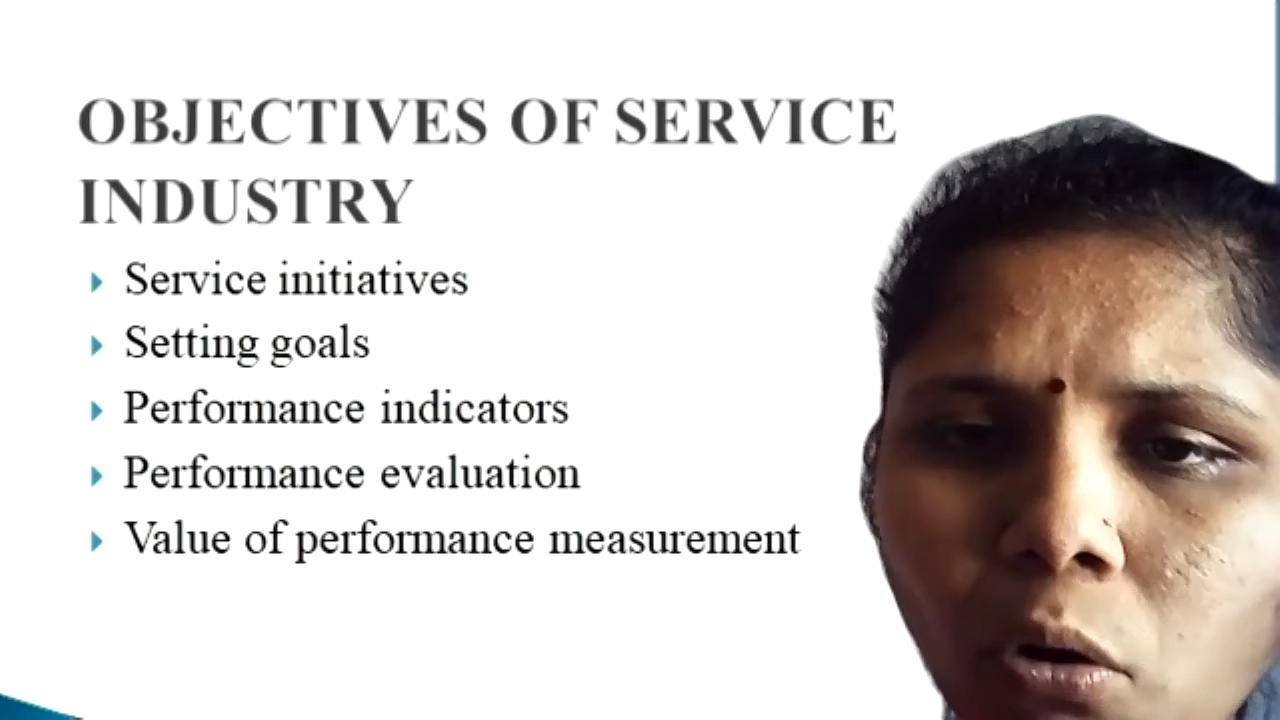 OBJECTIVES OF SERVICE
INDUSTRY
Service initiatives
Setting goals
Performance indicators
Performance evaluation
Value of performance measurement